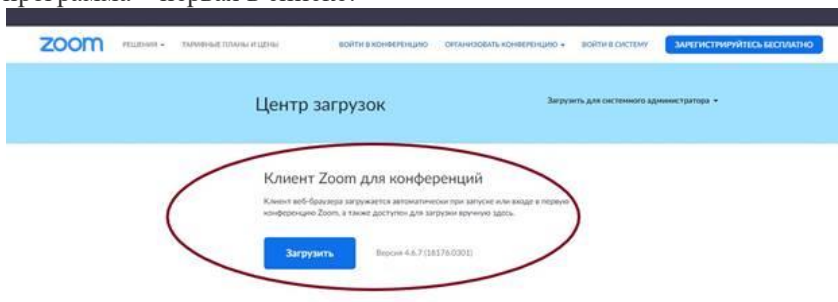 программа – первая в списке.
zoom РЕШЕНИЯ ТАРИФНЫЕ ПЛАНЫ И ЦЕНЫ ВОЙТИ В КОНФЕРЕНЦИЮ ОРГАНИЗОВАТЬ КОНФЕРЕНЦИЮ ВОЙТИ В СИСТЕМУ ЗАРЕГИСТРИРУЙТЕСЬ БЕСПЛАТНО
Центр загрузок Загрузить для системного администратора
Клиент Zoom для конференций
Клиент веб-браузера загружается автоматически при запуске или входе в первую
конференцию Zoom, а также доступен для загрузки вручную здесь.
Загрузить Версия 4.6.7 (18176.0301)